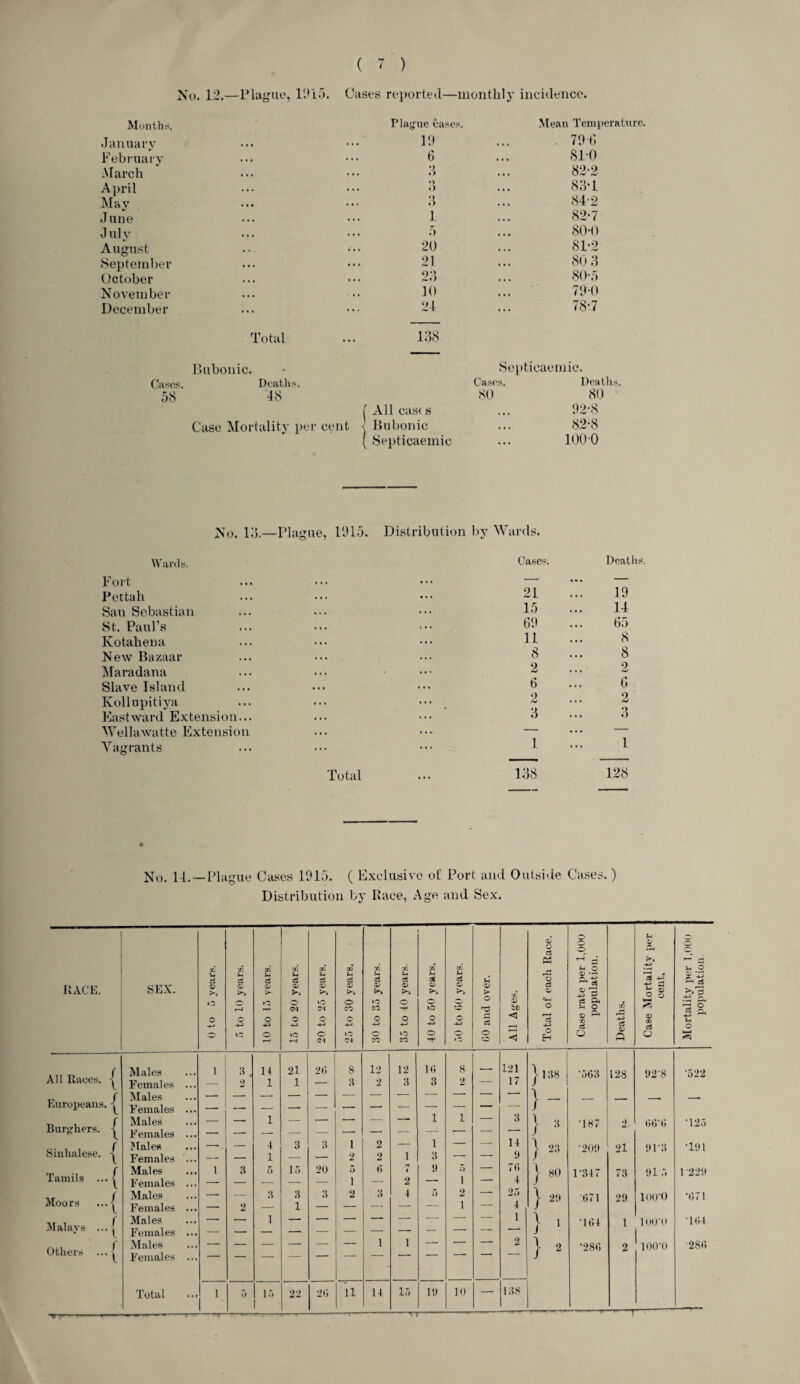 ( 7 )
No. 12.—Plague, 1915. Cases reported—monthly incidence.
Months. Plague cases. Mean Temperature.
January ... ... 19 ... 79·6
February ... ... 6 ... 81·0
March ... ... 3 ... 82·2
April ... ... 3 ... 83·1
May ... ... 3 ... 84·2
June ... ... 1 ... 82·7
July ... ... 5 ... 80·0
August ... ... 20 ... 81·2
September ... ... 21 ... 80 3
October ... ... 23 ... 80·5
November ... ... 10 ... 79·0
December ... ... 24 ... 78·7
Total ... 138
Bubonic. Septicaemic.
Cases. Deaths. Cases. Deaths.
58 48 80 80
Case Mortality per cent { All cases ... 92·8
Bubonic ... 82·8
Septicaemic ... 100·0
No. 13.—Plague, 1915. Distribution by Wards.
Wards. Cases. Deaths.
Fort ... ... ... — ... —
Pettah ... ... ... 21 ... 19
San Sebastian ... ... ... 15 ... 14
St. Paul's ... ... ... 69 ... 65
Kotahena ... ... ... 11 ... 8
New Bazaar ... ... ... 8 ... 8
Maradana ... ... ... 2 ... 2
Slave Island ... ... ... 6 ... 6
Kollupitiya ... ... ... 2 ... 2
Eastward Extension... ... ... 3 ... 3
Wellawatte Extension ... ... — ... —
Vagrants ... ... ... 1 ... 1
Total ... 138 128
No. 14.—Plague Cases 1915. ( Exclusive of Port and Outside Cases. )
Distribution by Race, Age and Sex.
RACE. SEX. 0 to 5 years. 5 to 10 years. 10 to 15 years. 15 to 20 years. 20 to 25 years. 25 to 30 years. 30 to 35 years. 35 to 40 years. 40 to 50 years. 50 to 60 years. 60 and over. All Ages. Total of each Race. Case rate per 1,000 population. Deaths. Case Mortality per cent. Mortality per 1,000 population.
All Races. { Males ... 1 3 14 21 26 8 12 12 16 8 — 121 } 138 ·563 128 92·8 ·522
Females ... — 2 1 1 — 3 2 3 3 2 — 17
Europeans. { Males ... — — — — — — — — — — — — } — — — — —
Females ... — — — — — — — — — — — —
Burghers. { Males ... — — 1 — — — — — 1 1 — 3 } 3 ·187 2 66·6 ·125
Females ... — — — — — — — — — — — —
Sinhalese. { Males ... — — 4 3 3 1 2 — 1 — — 14 } 23 ·209 21 91·3 ·191
Females ... — — 1 — — 2 2 1 3 — — 9
Tamils ... { Males ... 1 3 5 15 20 5 6 7 9 5 — 76 } 80 1·347 73 91 5 1·229
Females ... — — — — — 1 — 2 — 1 — 4
Moors ... { Males ... — — 3 3 3 2 3 4 5 2 — 25 } 29 ·671 29 100·0 ·671
Females ... — 2 — 1 — — — — — 1 — 4
Malays ... { Males ... — — 1 — — — — — — — — 1 } 1 ·164 1 100·0 ·164
Females ... — — — — — — — — — — — —
Others ... { Males ... — — — — — — 1 1 — — — 2 } 2 ·286 2 100·0 ·286
Females ... — — — — — — — — — — — —
Total ... 1 5 15 22 26 11 14 15 19 10 — 138